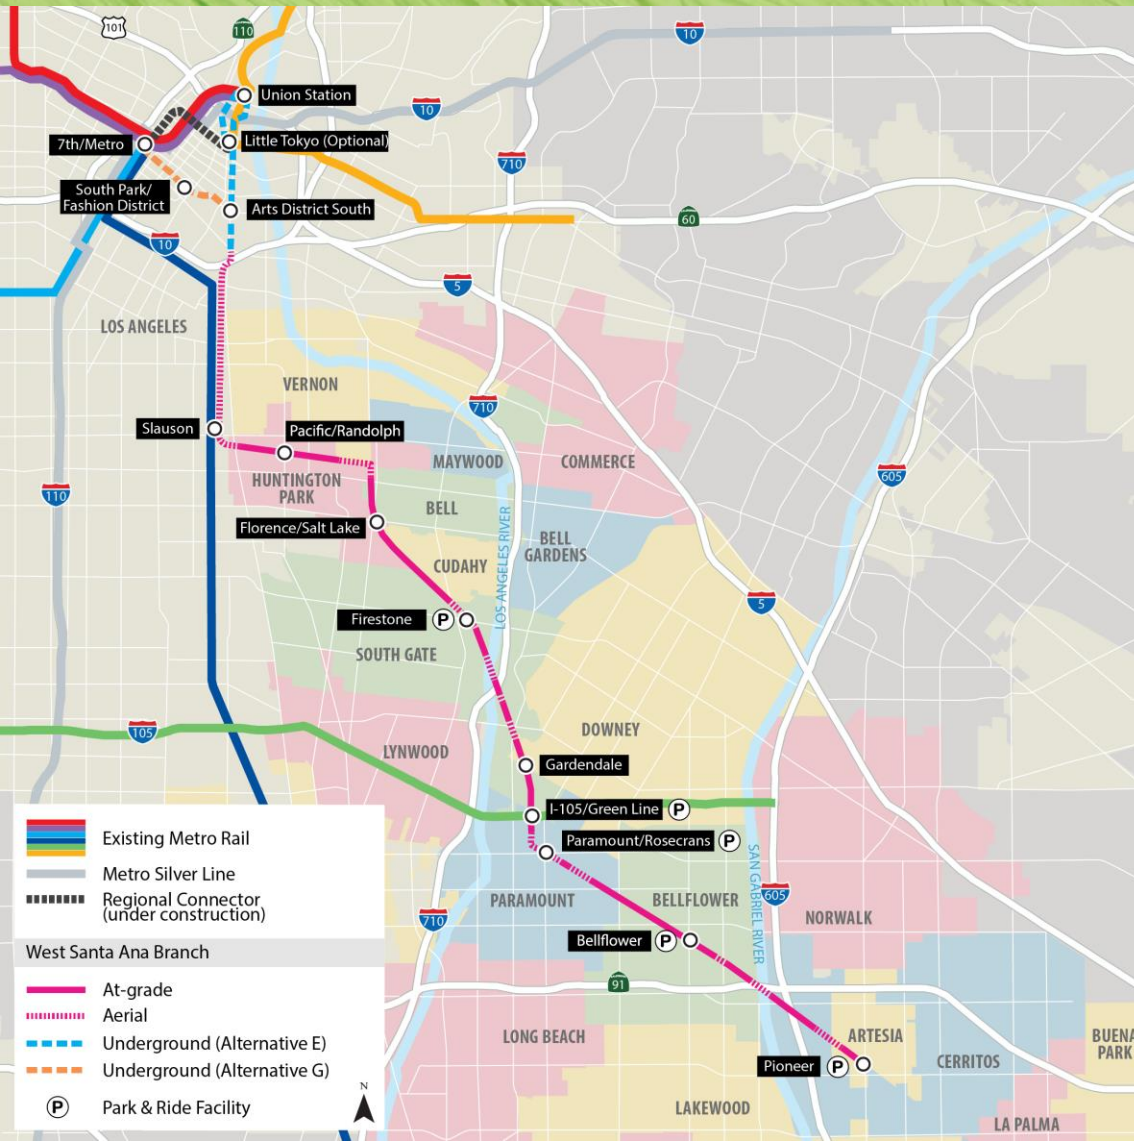 101
110
10
Union Station
10
7th/Metro
Little Tokyo (Optional)
710
South Park/
Fashion District
Arts District South
60
10
5
LOS ANGELES
VERNON
710
Slauson
Pacific/Randolph
MAYWOOD
COMMERCE
605
HUNTINGTON
PARK
110
BELL
Florence/Salt Lake
LOS ANGELES RIVER
BELL
GARDENS
CUDAHY
5
Firestone P
SOUTH GATE
105
DOWNEY
LYNWOOD
Gardendale
I-105/Green Line P
Paramount/Rosecrans P
SAN GABRIEL RIVER
PARAMOUNT
BELLFLOWER
605
NORWALK
710
Bellflower P
91
LONG BEACH
ARTESIA
BUENA
PARK
Pioneer P
CERRITOS
LAKEWOOD
LA PALMA
Existing Metro Rail
Metro Silver Line
Regional Connector
(under construction)
West Santa Ana Branch
At-grade
Aerial
Underground (Alternative E)
Underground (Alternative G)
P Park & Ride Facility
N